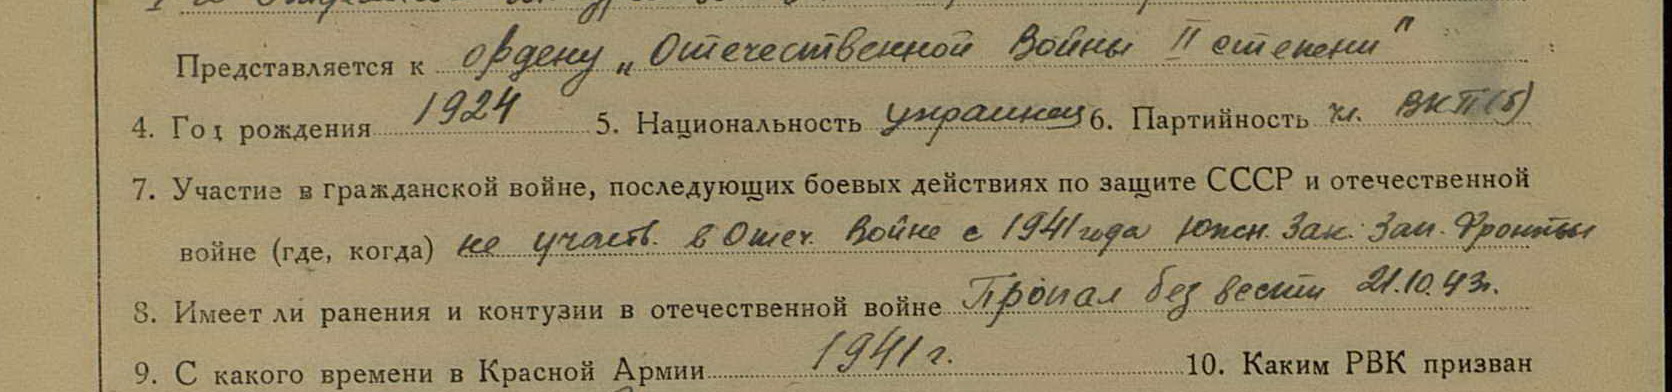 Представляется к ордену „Отечественной Войны II степени"
4. Год рождения 1924 5. Национальность украинец 6. Партийность чл. ВКП(б)
7. Участие в гражданской войне, последующих боевых действиях по защите СССР и отечественной
войне (где, когда) не участв. в Отеч. Войне с 1941 года Южн. Зак. Зап. Фронты
8. Имеет ли ранения и контузии в отечественной войне Пропал без вести 21.10.43г.
9. С какого времени в Красной Армии 1941 г. 10. Каким РВК призван